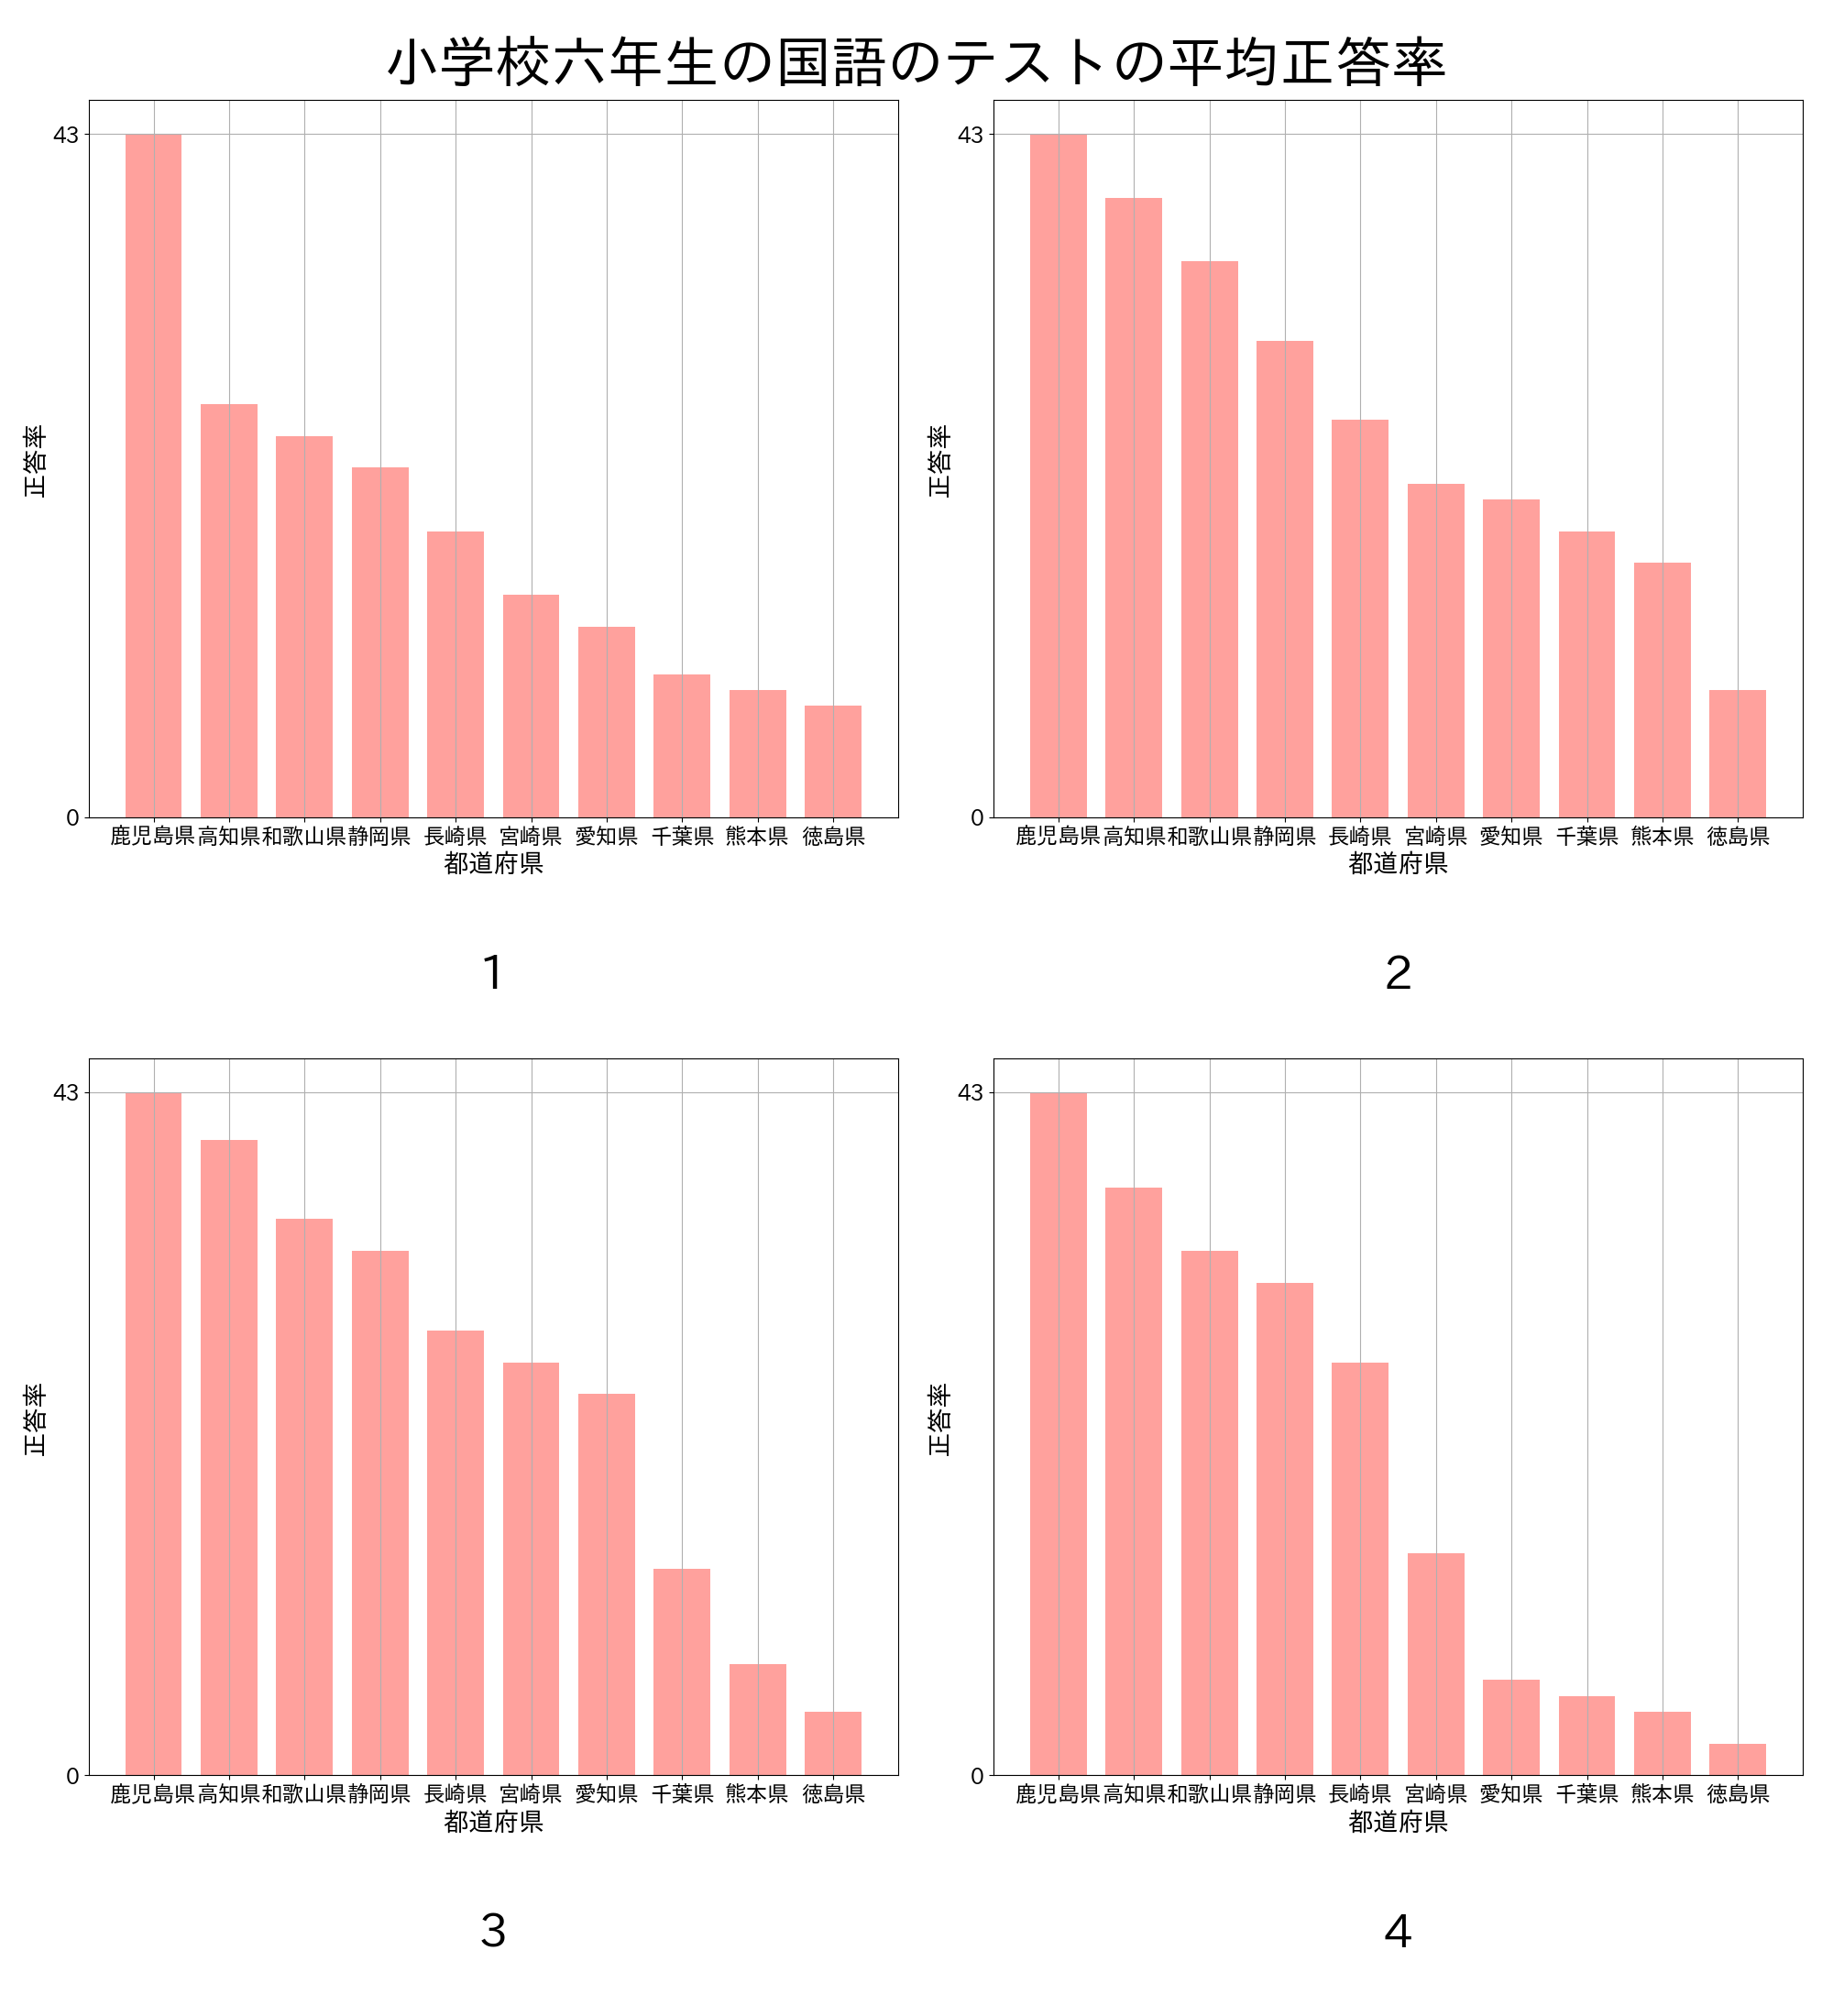 小学校六年生の国語のテストの平均正答率
43
正答率
0
鹿児島県 高知県 和歌山県 静岡県 長崎県 宮崎県 愛知県 千葉県 熊本県 徳島県
都道府県
1
43
正答率
0
鹿児島県 高知県 和歌山県 静岡県 長崎県 宮崎県 愛知県 千葉県 熊本県 徳島県
都道府県
2
43
正答率
0
鹿児島県 高知県 和歌山県 静岡県 長崎県 宮崎県 愛知県 千葉県 熊本県 徳島県
都道府県
3
43
正答率
0
鹿児島県 高知県 和歌山県 静岡県 長崎県 宮崎県 愛知県 千葉県 熊本県 徳島県
都道府県
4